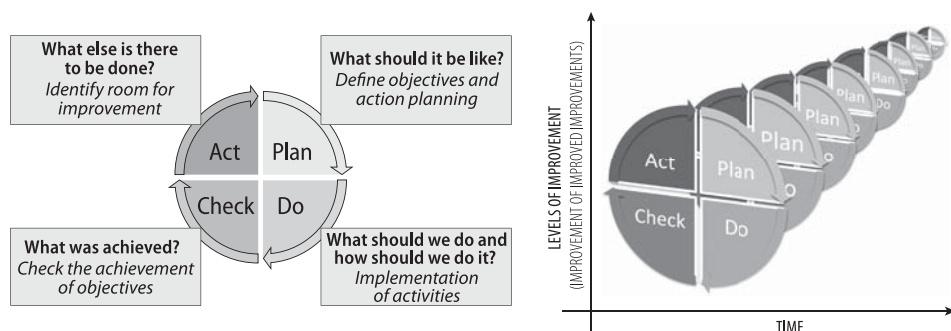 What else is there
to be done?
Identify room for
improvement
What should it be like?
Define objectives and
action planning
Act
Plan
Check
Do
What was achieved?
Check the achievement
of objectives
What should we do and
how should we do it?
Implementation
of activities
LEVELS OF IMPROVEMENT
(IMPROVEMENT OF IMPROVED IMPROVEMENTS)
Act
Plan
Check
Do
Plan
Plan
Plan
Plan
Do
TIME